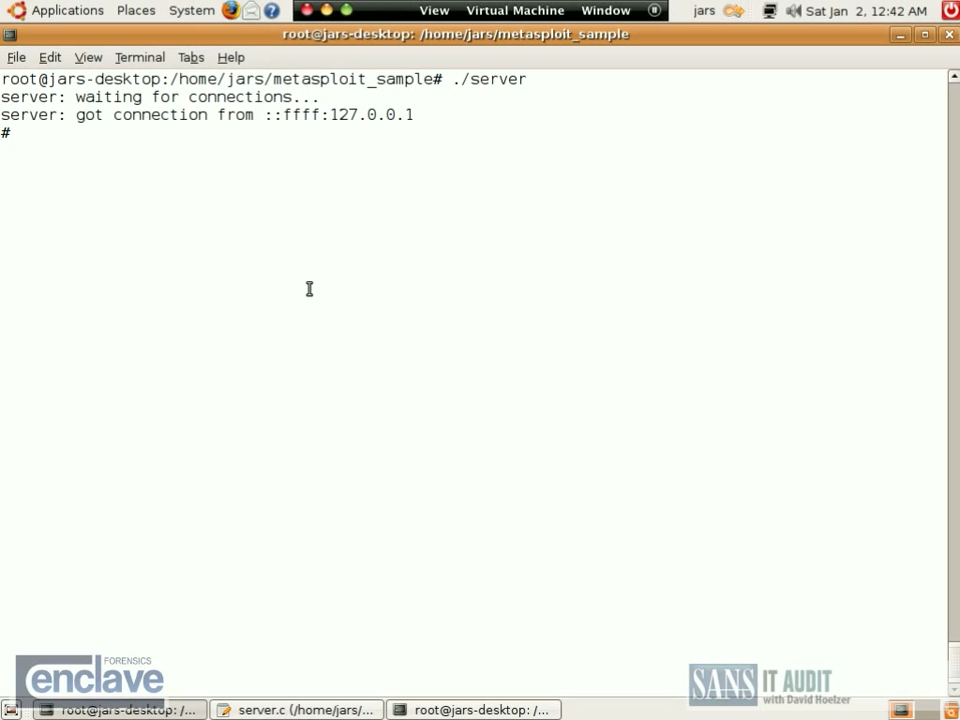 Applications Places System View Virtual Machine Window jars Sat Jan 2, 12:42 AM
root@jars-desktop: /home/jars/metasploit_sample
File Edit View Terminal Tabs Help
root@jars-desktop:/home/jars/metasploit_sample# ./server
server: waiting for connections...
server: got connection from ::ffff:127.0.0.1
#
FORENSICS
enclave
SANS IT AUDIT
with David Hoelzer
root@jars-desktop: /... server.c (/home/jars/... root@jars-desktop: /...